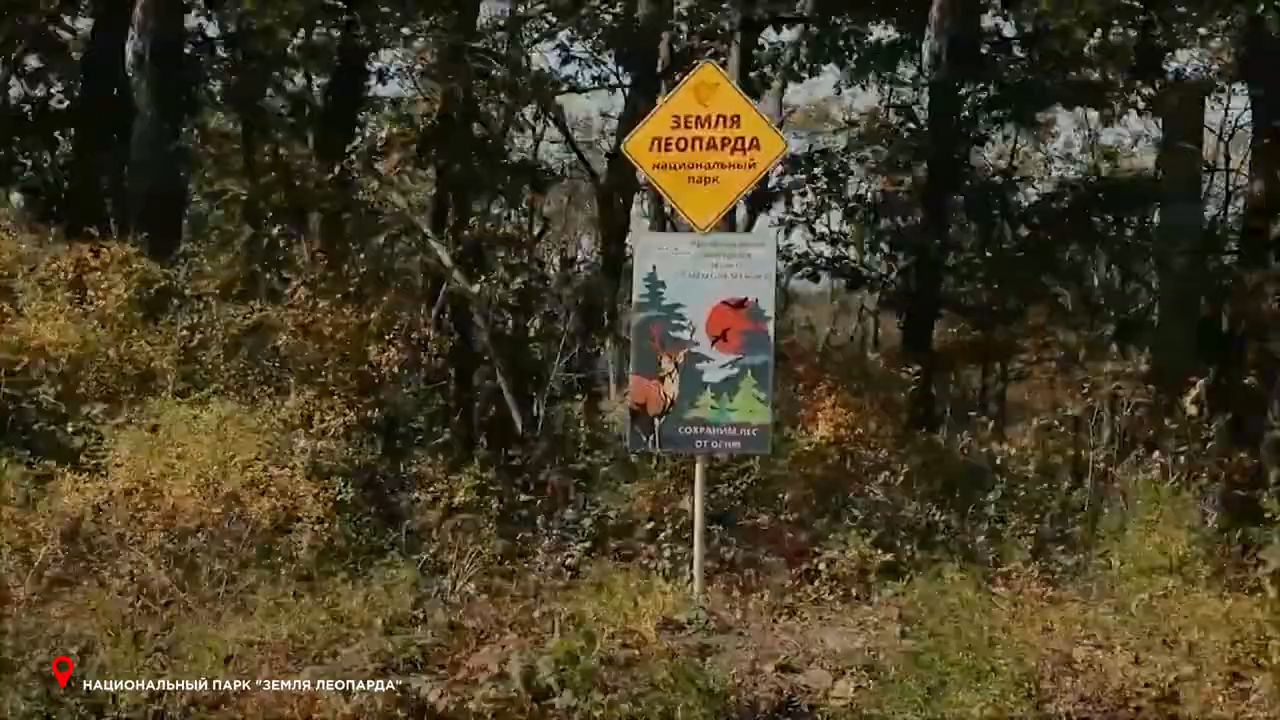 ЗЕМЛЯ
ЛЕОПАРДА
национальный
парк
СОХРАНИМ ЛЕС
ОТ ОГНЯ
НАЦИОНАЛЬНЫЙ ПАРК "ЗЕМЛЯ ЛЕОПАРДА"